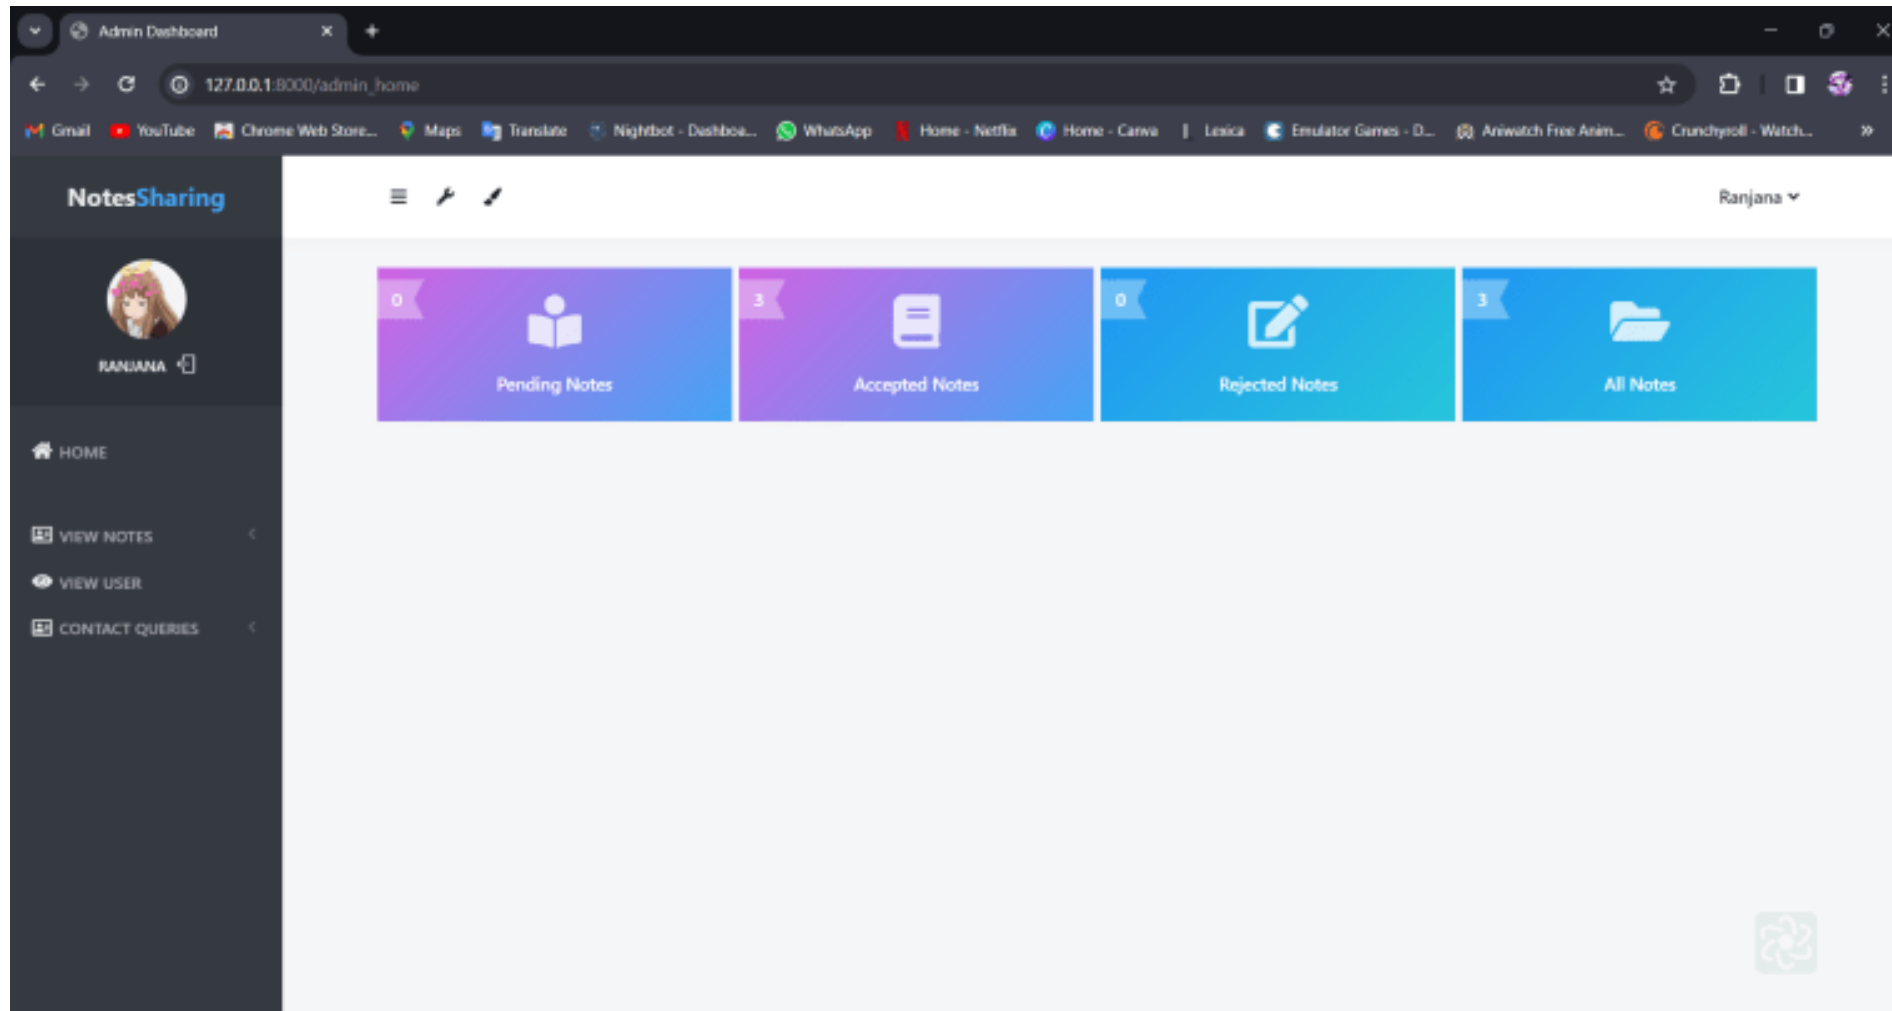 Admin Dashboard
127.0.0.1:8000/admin_home
Gmail YouTube Chrome Web Store... Maps Translate Nightbot - Dashboa... WhatsApp Home - Netflix Home - Canva Lexica Emulator Games - D... Aniwatch Free Anim... Crunchyroll - Watch...
NotesSharing
Ranjana
RANJANA
0 3 0 3
Pending Notes Accepted Notes Rejected Notes All Notes
HOME
VIEW NOTES
VIEW USER
CONTACT QUERIES